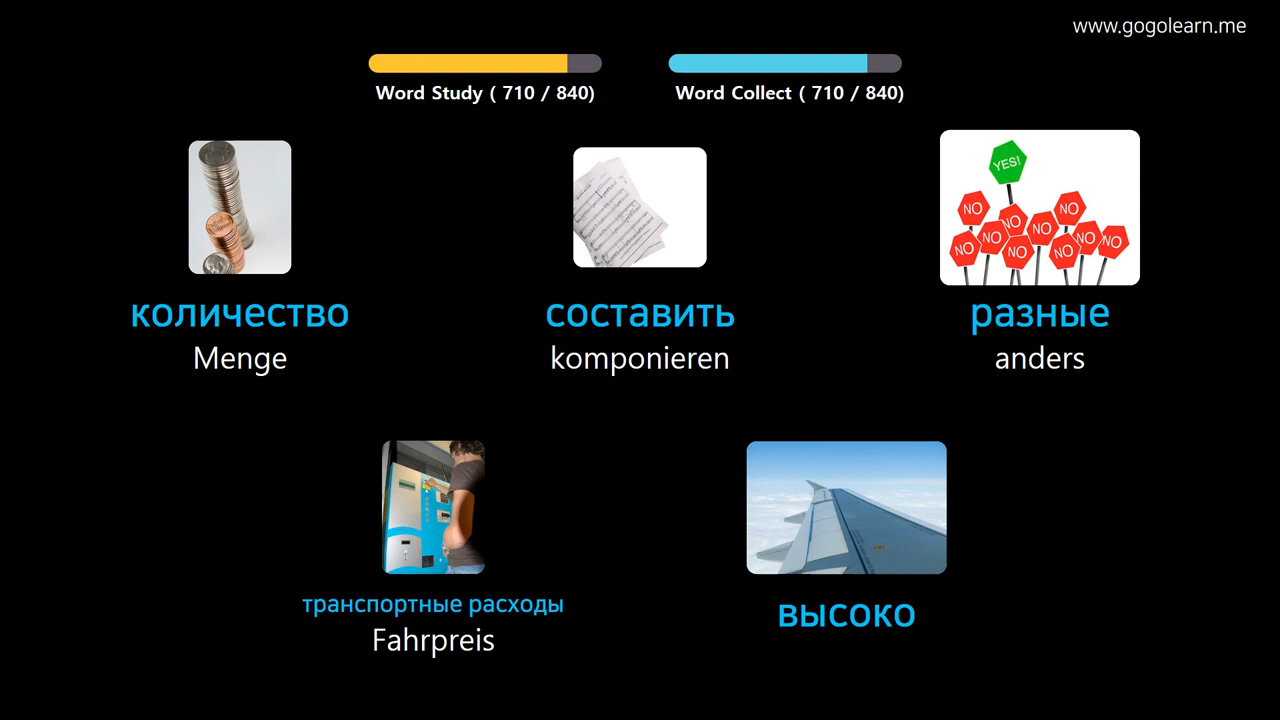 www.gogolearn.me
Word Study ( 710 / 840)
Word Collect ( 710 / 840)
YES!
NO
NO
NO
NO
NO
NO
NO
NO
NO
NO
количество
Menge
составить
komponieren
разные
anders
транспортные расходы
Fahrpreis
высоко